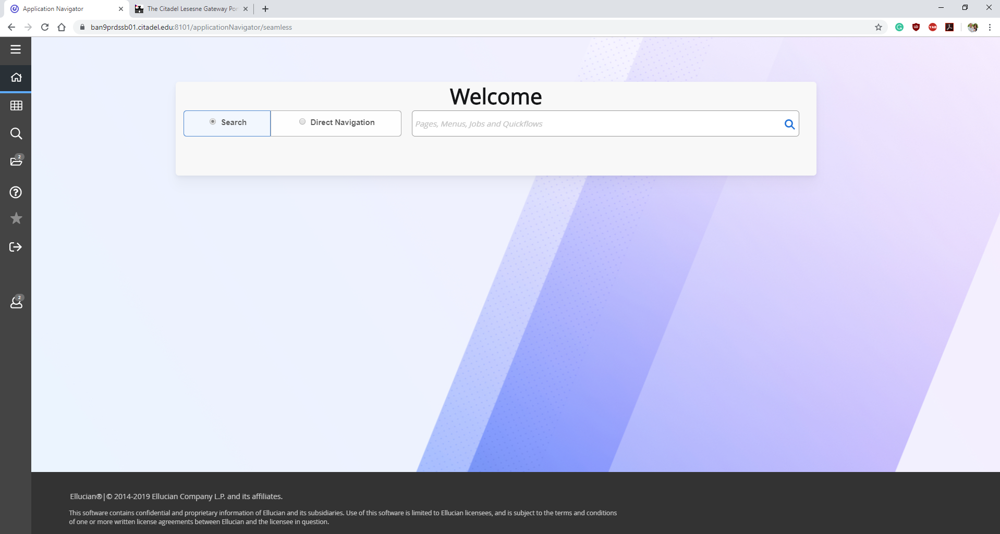 Application Navigator
The Citadel Lesesne Gateway Por
ban9prdssb01.citadel.edu:8101/applicationNavigator/seamless
UD
YAB
Welcome
Search
Direct Navigation
Pages, Menus, Jobs and Quickflows
2
2
Ellucian®|© 2014-2019 Ellucian Company L.P. and its affiliates.
This software contains confidential and proprietary information of Ellucian and its subsidiaries. Use of this software is limited to Ellucian licensees, and is subject to the terms and conditions
of one or more written license agreements between Ellucian and the licensee in question.